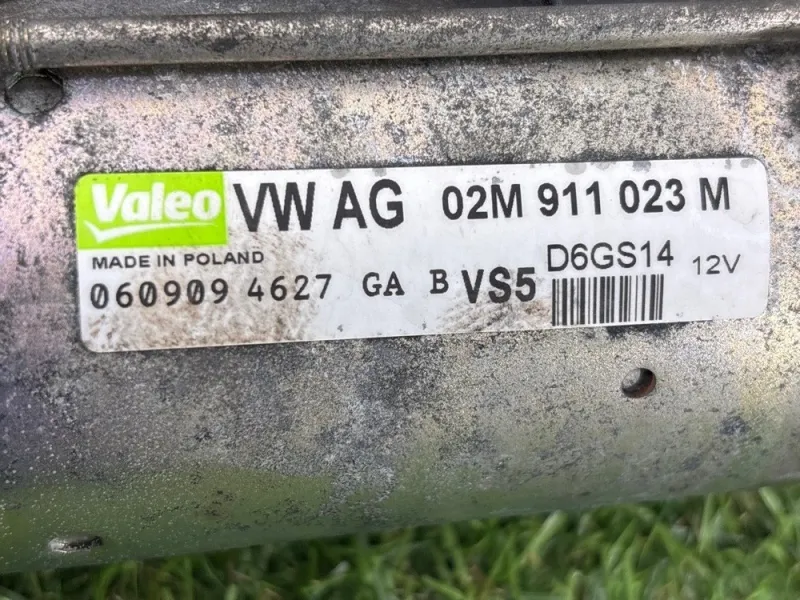 Valeo VW AG 02M 911 023 M
MADE IN POLAND
060909 4627 GA B VS5 D6GS14 12V